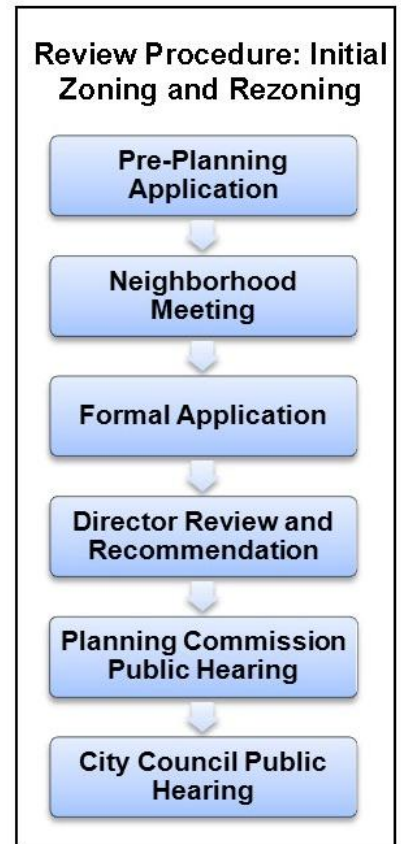 Review Procedure: Initial
Zoning and Rezoning
Pre-Planning
Application
Neighborhood
Meeting
Formal Application
Director Review and
Recommendation
Planning Commission
Public Hearing
City Council Public
Hearing